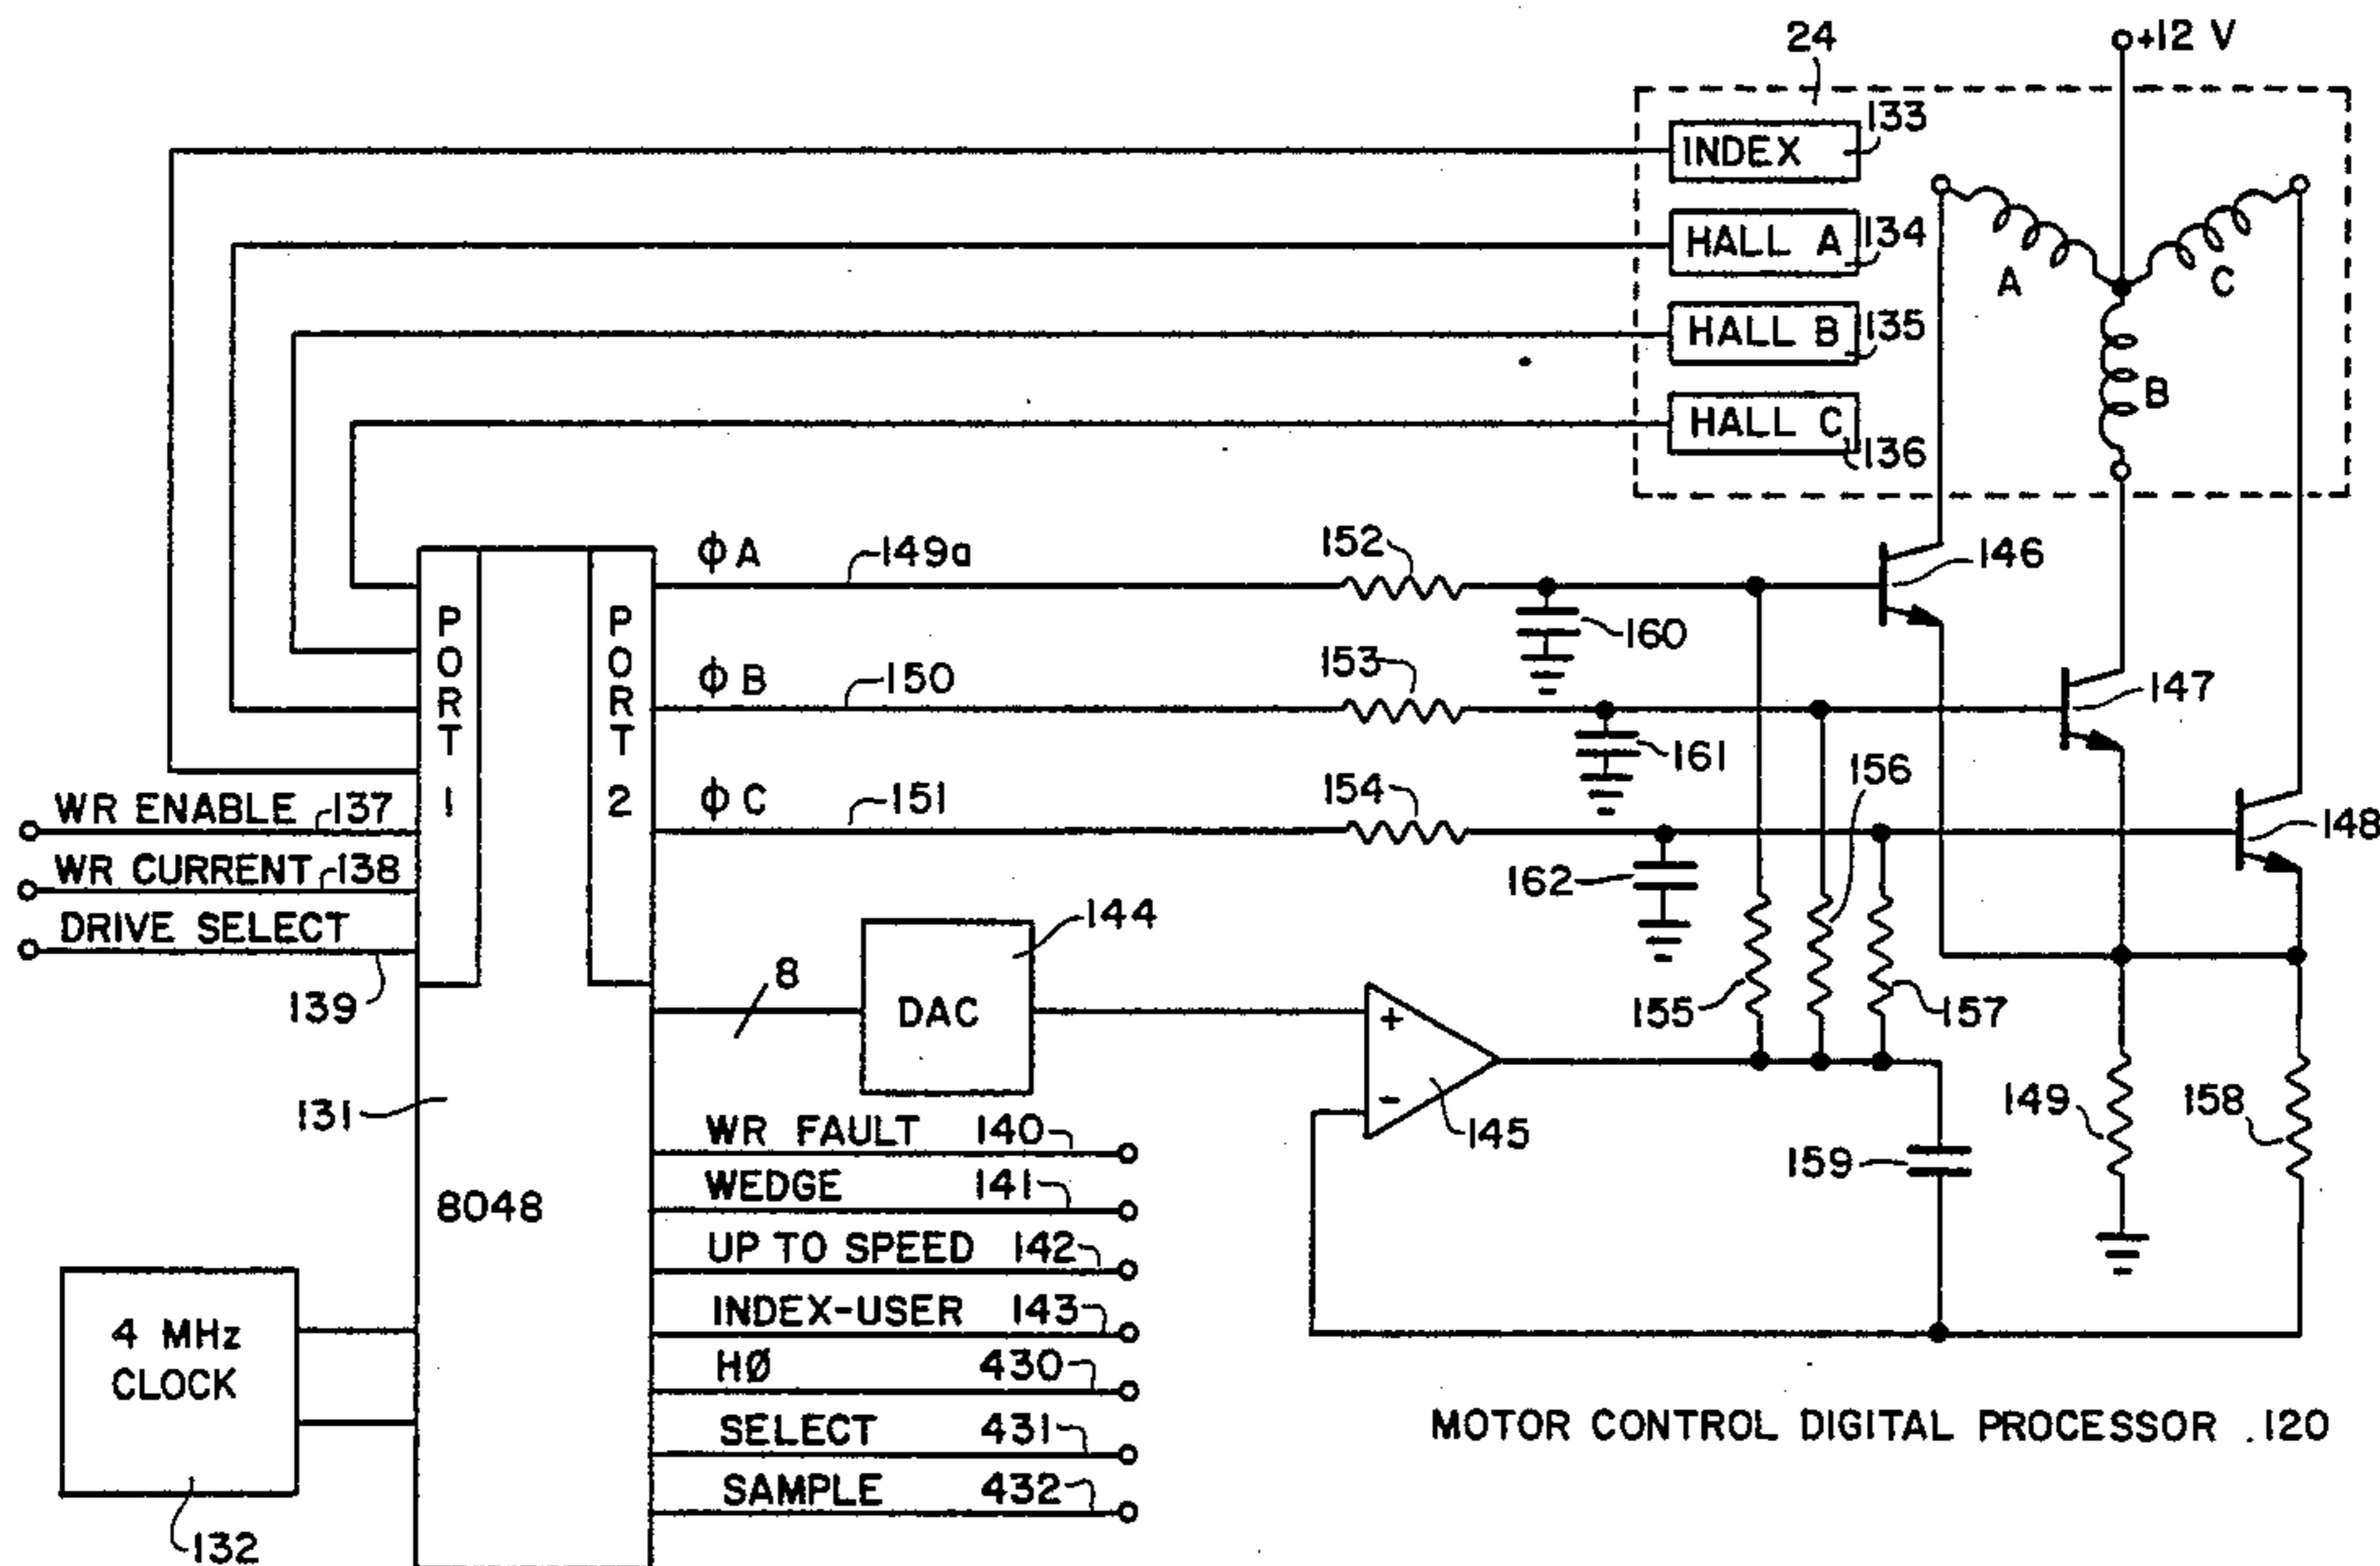 24
+12 V
INDEX
133
HALL A
134
HALL B
135
HALL C
136
A
C
B
ϕA
149a
152
146
160
ϕB
150
153
147
161
156
ϕC
151
154
148
162
PORT 1
PORT 2
WR ENABLE 137
WR CURRENT 138
DRIVE SELECT
139
8
144
DAC
155
157
+
-
145
149
158
159
131
8048
WR FAULT 140
WEDGE 141
UP TO SPEED 142
INDEX-USER 143
HØ 430
SELECT 431
SAMPLE 432
4 MHz
CLOCK
132
MOTOR CONTROL DIGITAL PROCESSOR 120